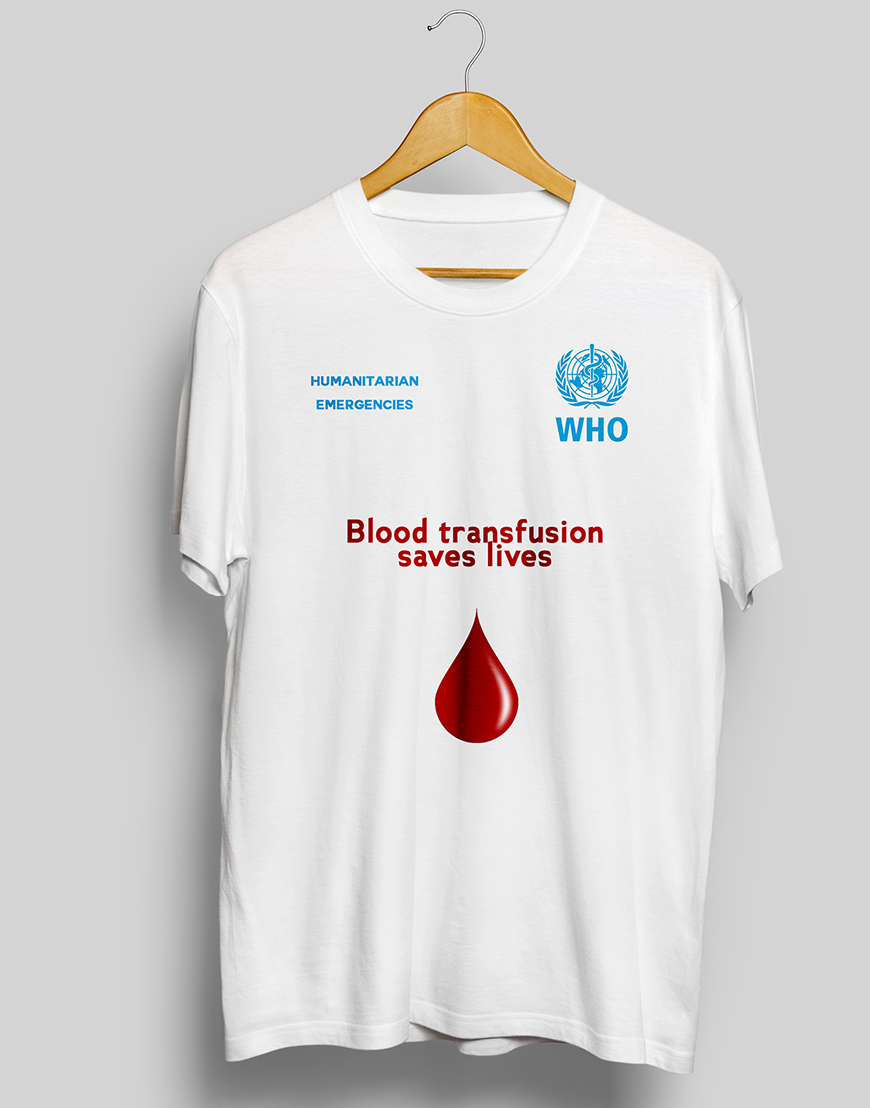 HUMANITARIAN
EMERGENCIES
WHO
Blood transfusion
saves lives